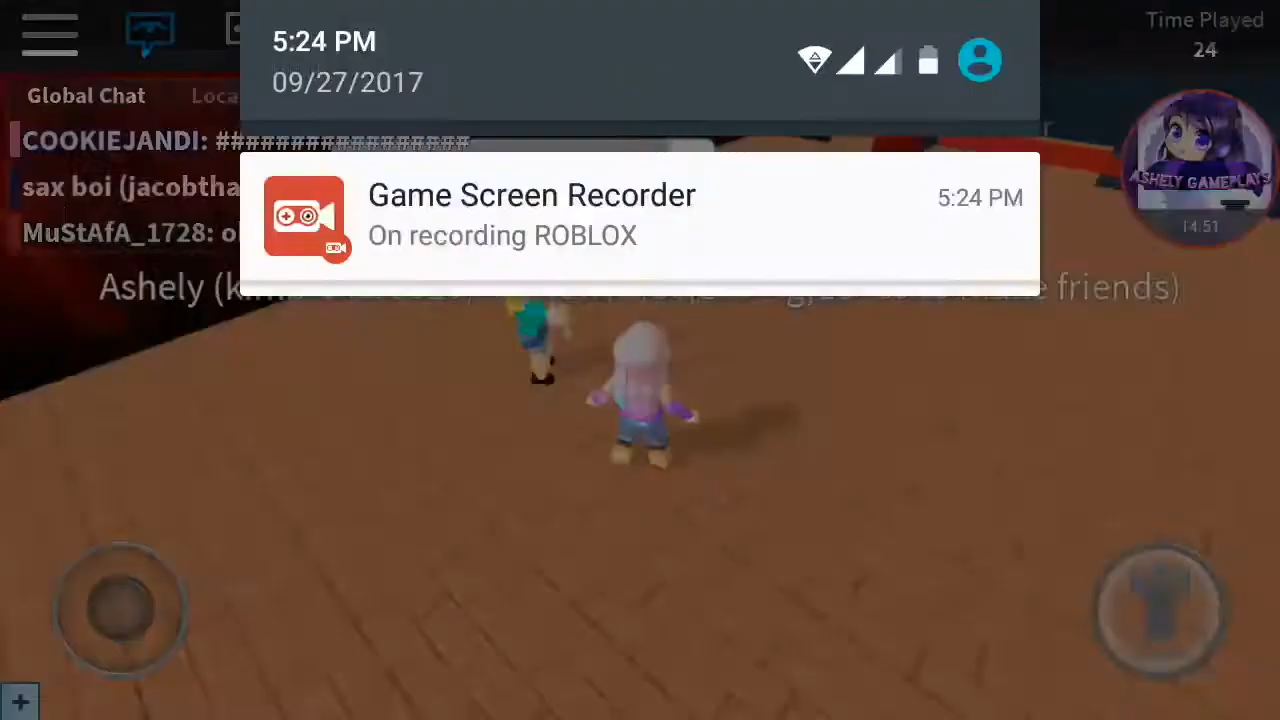 5:24 PM
09/27/2017
Time Played
24
Global Chat
COOKIEJANDI: #################
sax boi
MuStAfA_1728:
Game Screen Recorder
5:24 PM
On recording ROBLOX
ASHELY GAMEPLAYS
14:51
Ashely
friends)
+